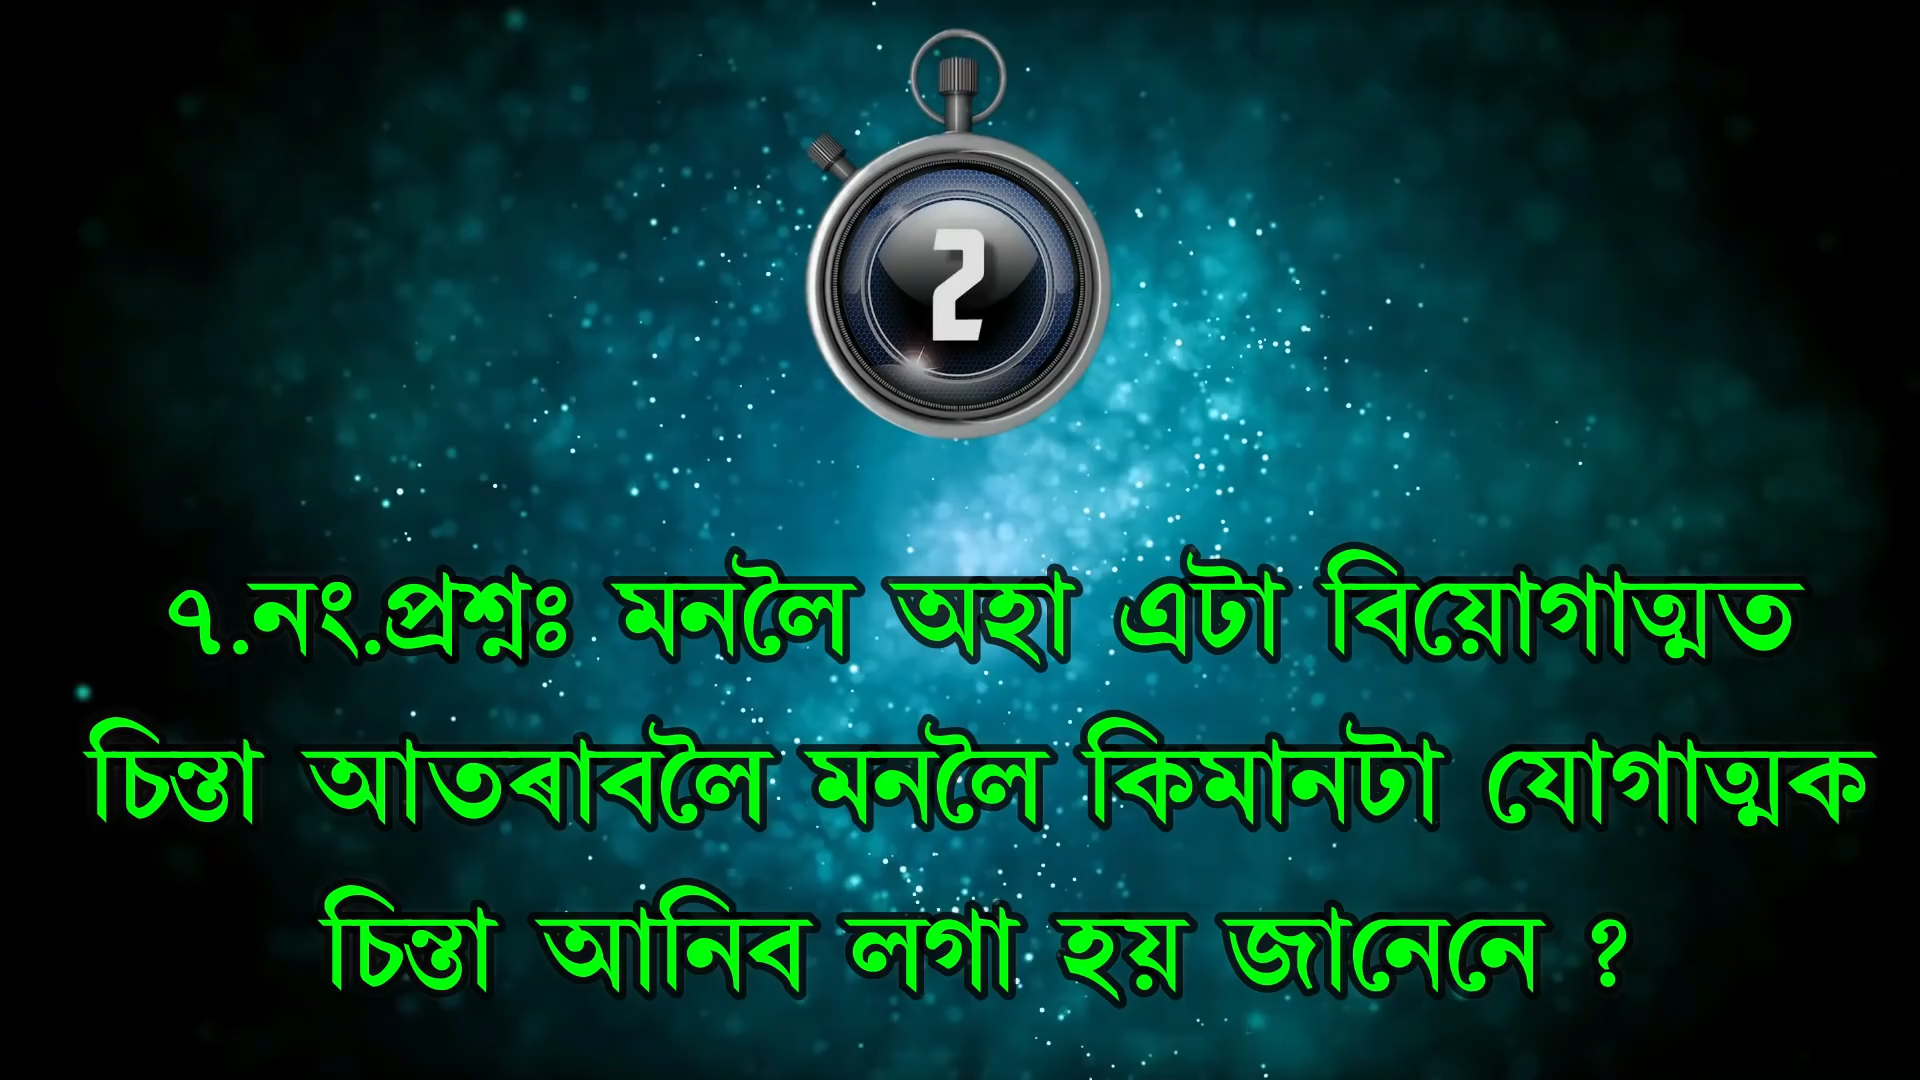 2
৭.নং.প্ৰশ্নঃ মনলৈ অহা এটা বিয়োগাত্মত
চিন্তা আতৰাবলৈ মনলৈ কিমানটা যোগাত্মক
চিন্তা আনিব লগা হয় জানেনে ?